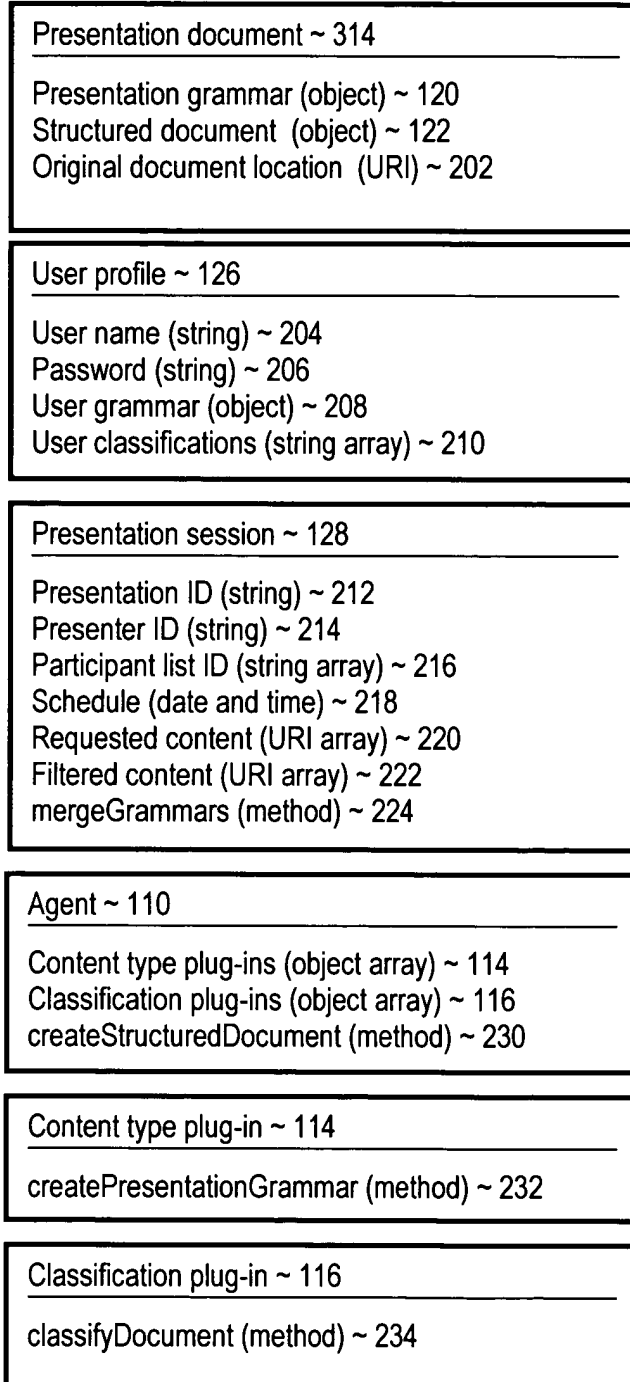 Presentation document ~ 314
Presentation grammar (object) ~ 120
Structured document (object) ~ 122
Original document location (URI) ~ 202
User profile ~ 126
User name (string) ~ 204
Password (string) ~ 206
User grammar (object) ~ 208
User classifications (string array) ~ 210
Presentation session ~ 128
Presentation ID (string) ~ 212
Presenter ID (string) ~ 214
Participant list ID (string array) ~ 216
Schedule (date and time) ~ 218
Requested content (URI array) ~ 220
Filtered content (URI array) ~ 222
mergeGrammars (method) ~ 224
Agent ~ 110
Content type plug-ins (object array) ~ 114
Classification plug-ins (object array) ~ 116
createStructuredDocument (method) ~ 230
Content type plug-in ~ 114
createPresentationGrammar (method) ~ 232
Classification plug-in ~ 116
classifyDocument (method) ~ 234